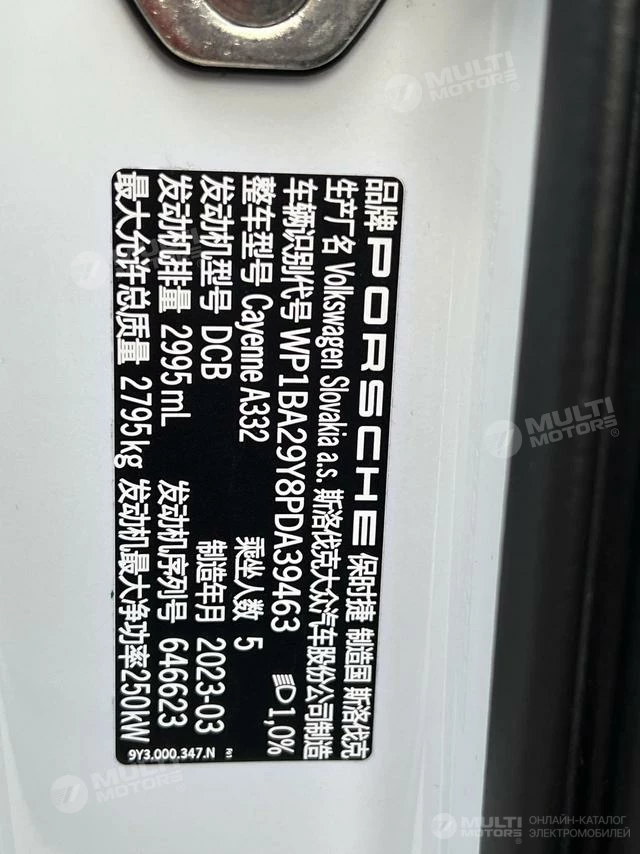 品牌 PORSCHE 保时捷 制造国 斯洛伐克
生产厂名 Volkswagen Slovakia a.s. 斯洛伐克大众汽车股份公司制造
车辆识别代号 WP1BA29Y8PDA39463 1,0%
整车型号 Cayenne A332 乘坐人数 5
发动机型号 DCB 制造年月 2023-03
发动机排量 2995mL 发动机序列号 646623
最大允许总质量 2795kg 发动机最大净功率250kW
9Y3.000.347.N
MULTI MOTORS
MULTI MOTORS
MULTI MOTORS
MULTI MOTORS
MULTI MOTORS ОНЛАЙН-КАТАЛОГ ЭЛЕКТРОМОБИЛЕЙ